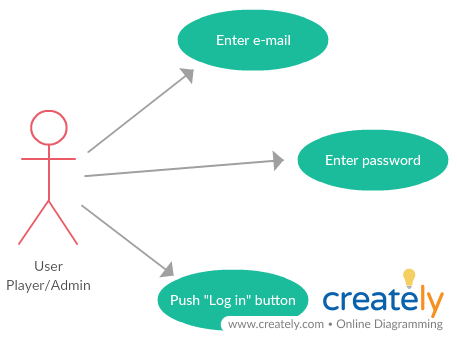 Enter e-mail
Enter password
User
Player/Admin
Push "Log in" button
creately
www.creately.com • Online Diagramming